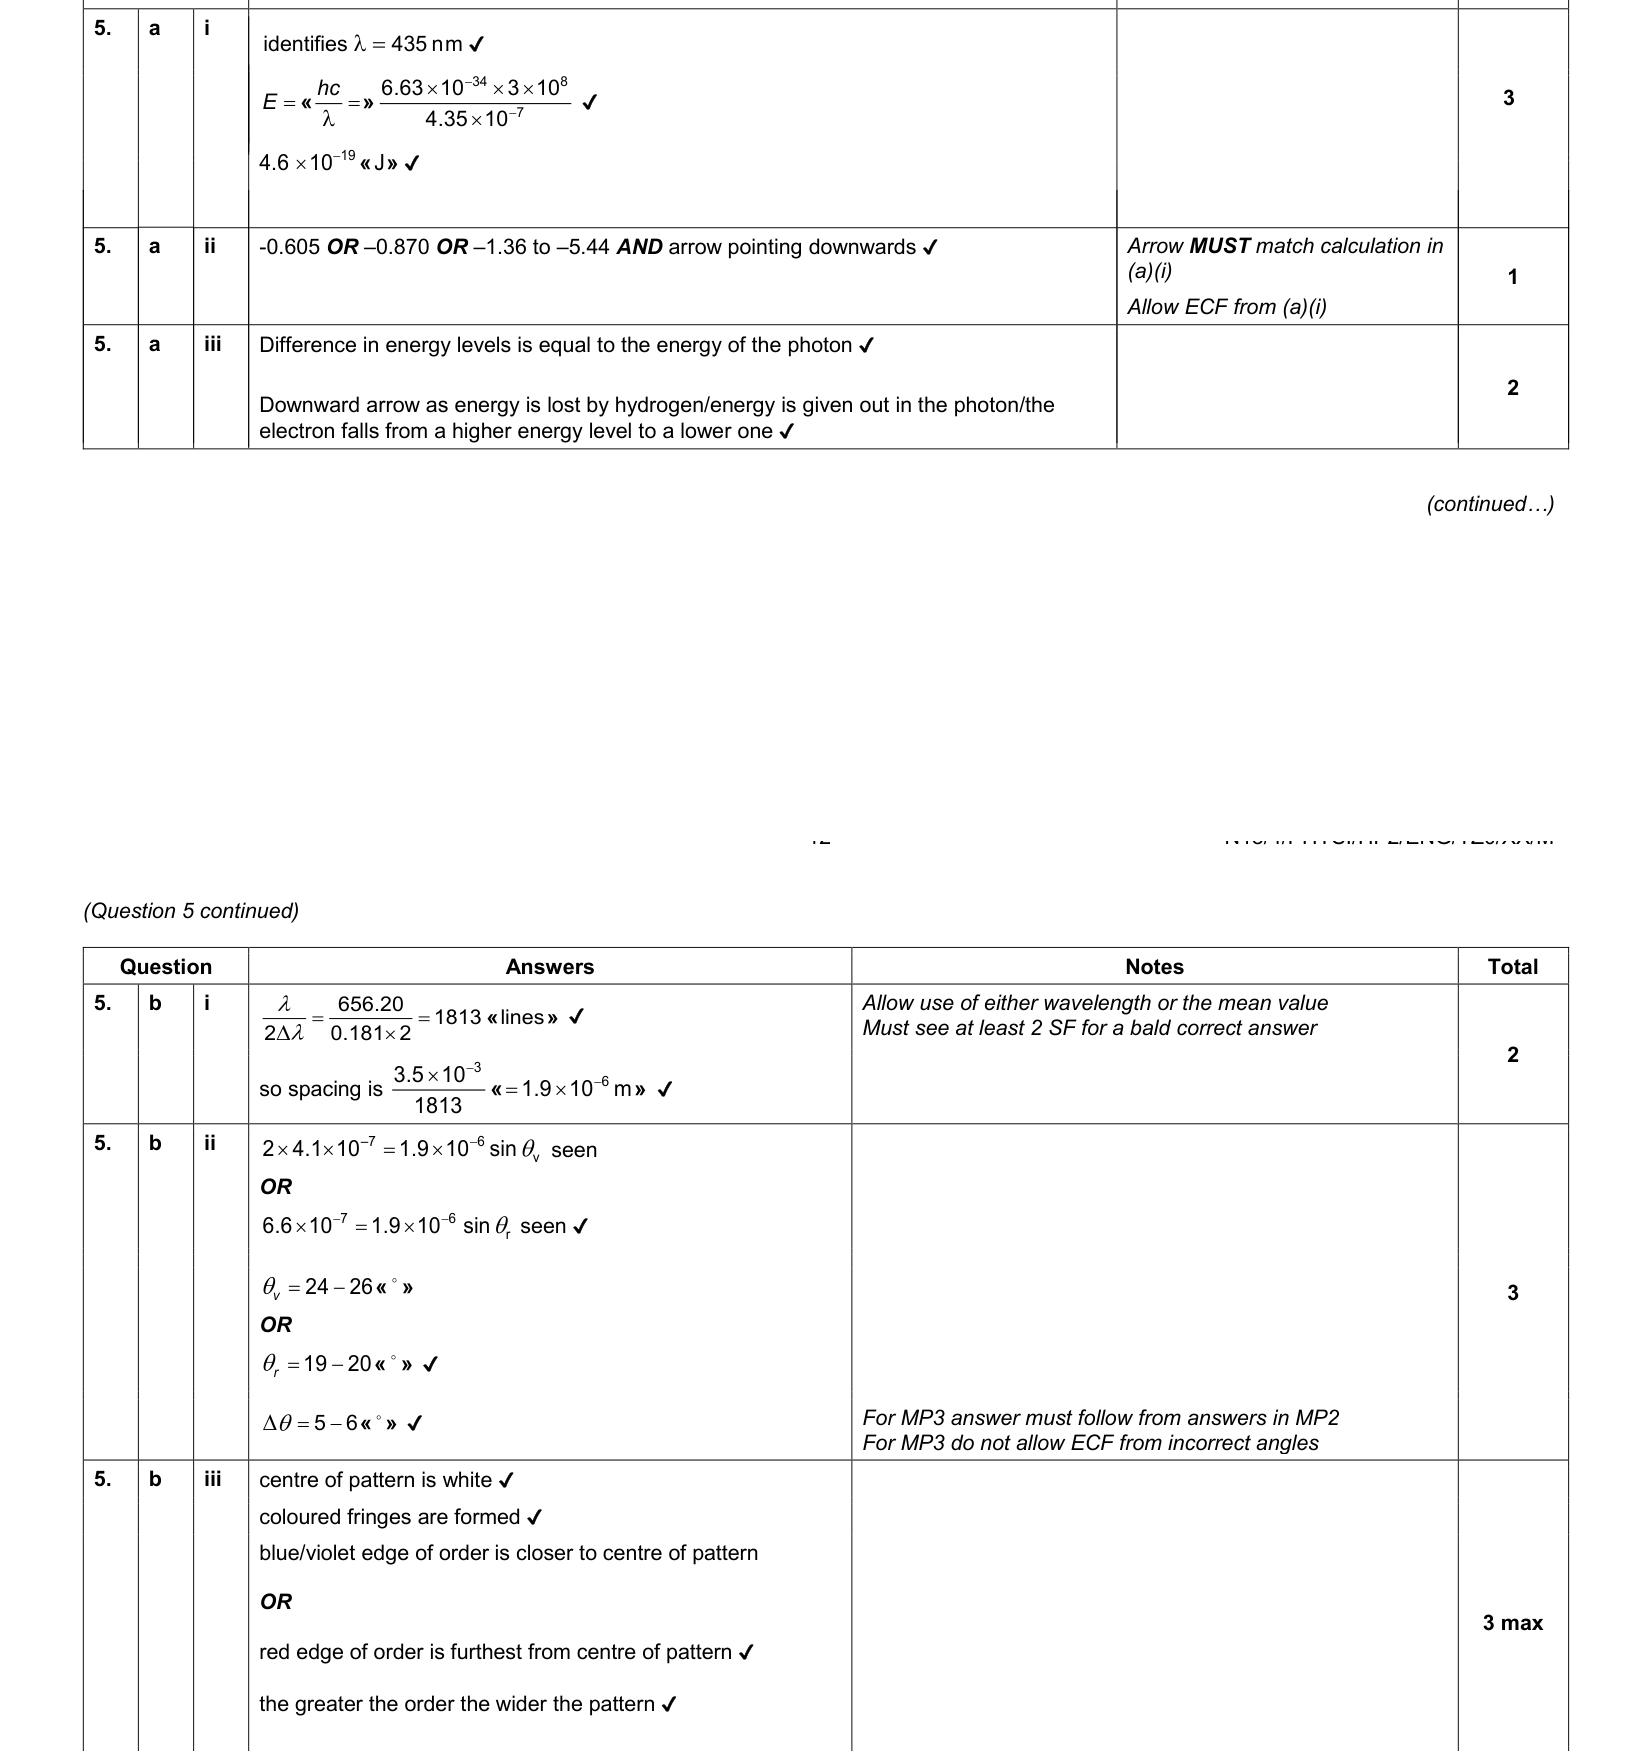 5. a i
identifies λ = 435 nm ✓
E = «hc/λ =» 6.63×10⁻³⁴ ×3×10⁸ / 4.35×10⁻⁷ ✓
3
4.6 ×10⁻¹⁹ «J» ✓
5. a ii -0.605 OR –0.870 OR –1.36 to –5.44 AND arrow pointing downwards ✓
Arrow MUST match calculation in
(a)(i)
Allow ECF from (a)(i)
1
5. a iii Difference in energy levels is equal to the energy of the photon ✓
Downward arrow as energy is lost by hydrogen/energy is given out in the photon/the
electron falls from a higher energy level to a lower one ✓
2
(continued…)
(Question 5 continued)
Question Answers Notes Total
5. b i
λ/2Δλ = 656.20/0.181×2 = 1813 «lines» ✓
so spacing is 3.5×10⁻³/1813 «= 1.9×10⁻⁶ m» ✓
Allow use of either wavelength or the mean value
Must see at least 2 SF for a bald correct answer
2
5. b ii
2×4.1×10⁻⁷ = 1.9×10⁻⁶ sin θᵥ seen
OR
6.6×10⁻⁷ = 1.9×10⁻⁶ sin θᵣ seen ✓
θᵥ = 24 – 26 «°»
OR
θᵣ = 19 – 20 «°» ✓
Δθ = 5 – 6 «°» ✓
For MP3 answer must follow from answers in MP2
For MP3 do not allow ECF from incorrect angles
3
5. b iii
centre of pattern is white ✓
coloured fringes are formed ✓
blue/violet edge of order is closer to centre of pattern
OR
red edge of order is furthest from centre of pattern ✓
the greater the order the wider the pattern ✓
3 max